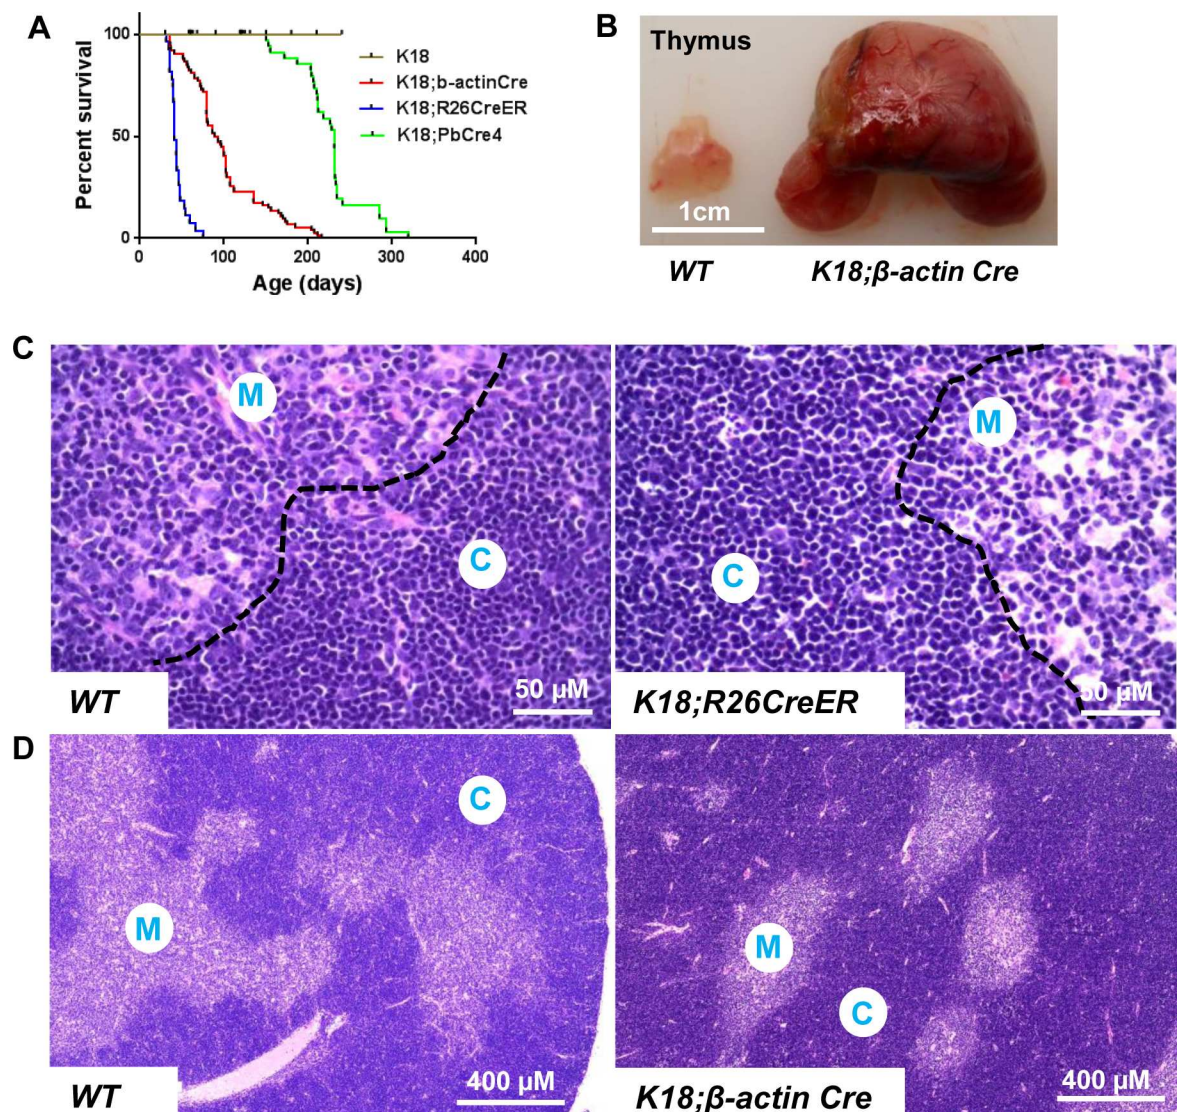 A
Percent survival
100
50
0
0 100 200 300 400
Age (days)
K18
K18;b-actinCre
K18;R26CreER
K18;PbCre4
B
Thymus
1cm
WT K18;β-actin Cre
C
M
C
WT
50 µM
M
C
K18;R26CreER
50 µM
D
C
M
WT
400 µM
M
C
K18;β-actin Cre
400 µM